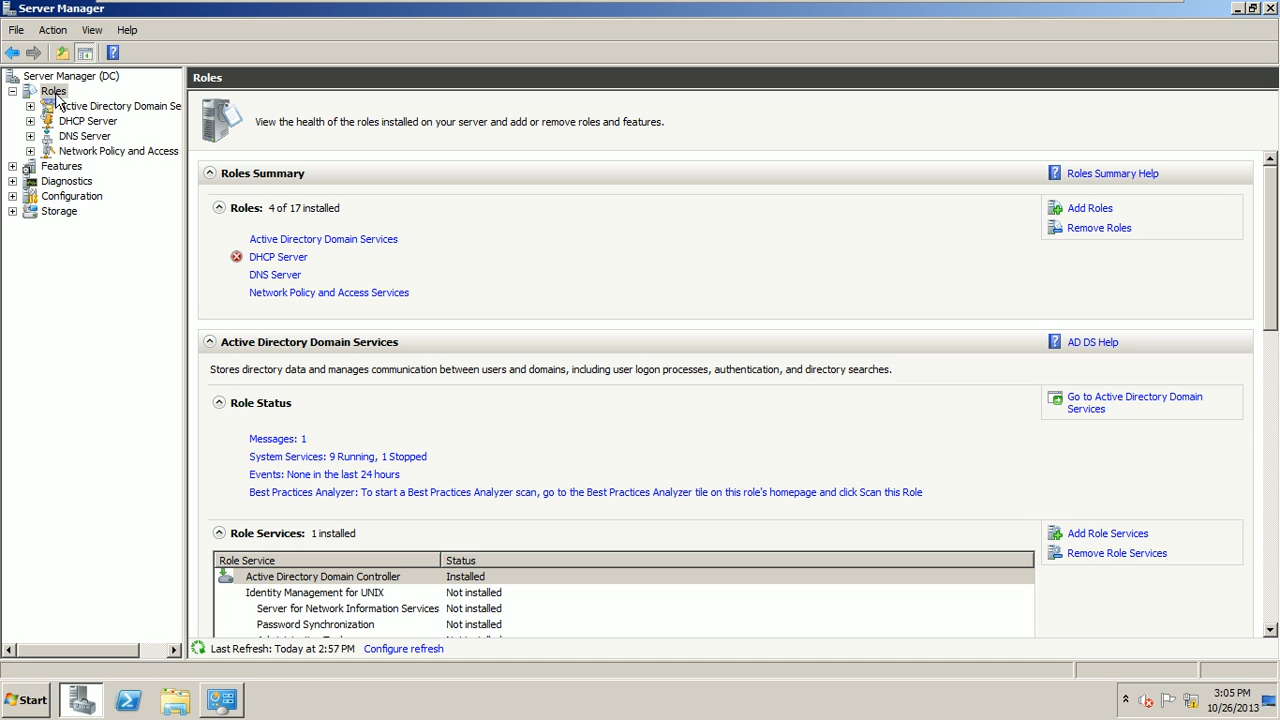 Server Manager
File Action View Help
Server Manager (DC)
Roles
Active Directory Domain Se
DHCP Server
DNS Server
Network Policy and Access
Features
Diagnostics
Configuration
Storage
Roles
View the health of the roles installed on your server and add or remove roles and features.
Roles Summary
Roles Summary Help
Roles: 4 of 17 installed
Add Roles
Remove Roles
Active Directory Domain Services
DHCP Server
DNS Server
Network Policy and Access Services
Active Directory Domain Services
AD DS Help
Stores directory data and manages communication between users and domains, including user logon processes, authentication, and directory searches.
Role Status
Go to Active Directory Domain
Services
Messages: 1
System Services: 9 Running, 1 Stopped
Events: None in the last 24 hours
Best Practices Analyzer: To start a Best Practices Analyzer scan, go to the Best Practices Analyzer tile on this role's homepage and click Scan this Role
Role Services: 1 installed
Add Role Services
Remove Role Services
Role Service Status
Active Directory Domain Controller Installed
Identity Management for UNIX Not installed
Server for Network Information Services Not installed
Password Synchronization Not installed
Last Refresh: Today at 2:57 PM Configure refresh
Start
3:05 PM
10/26/2013